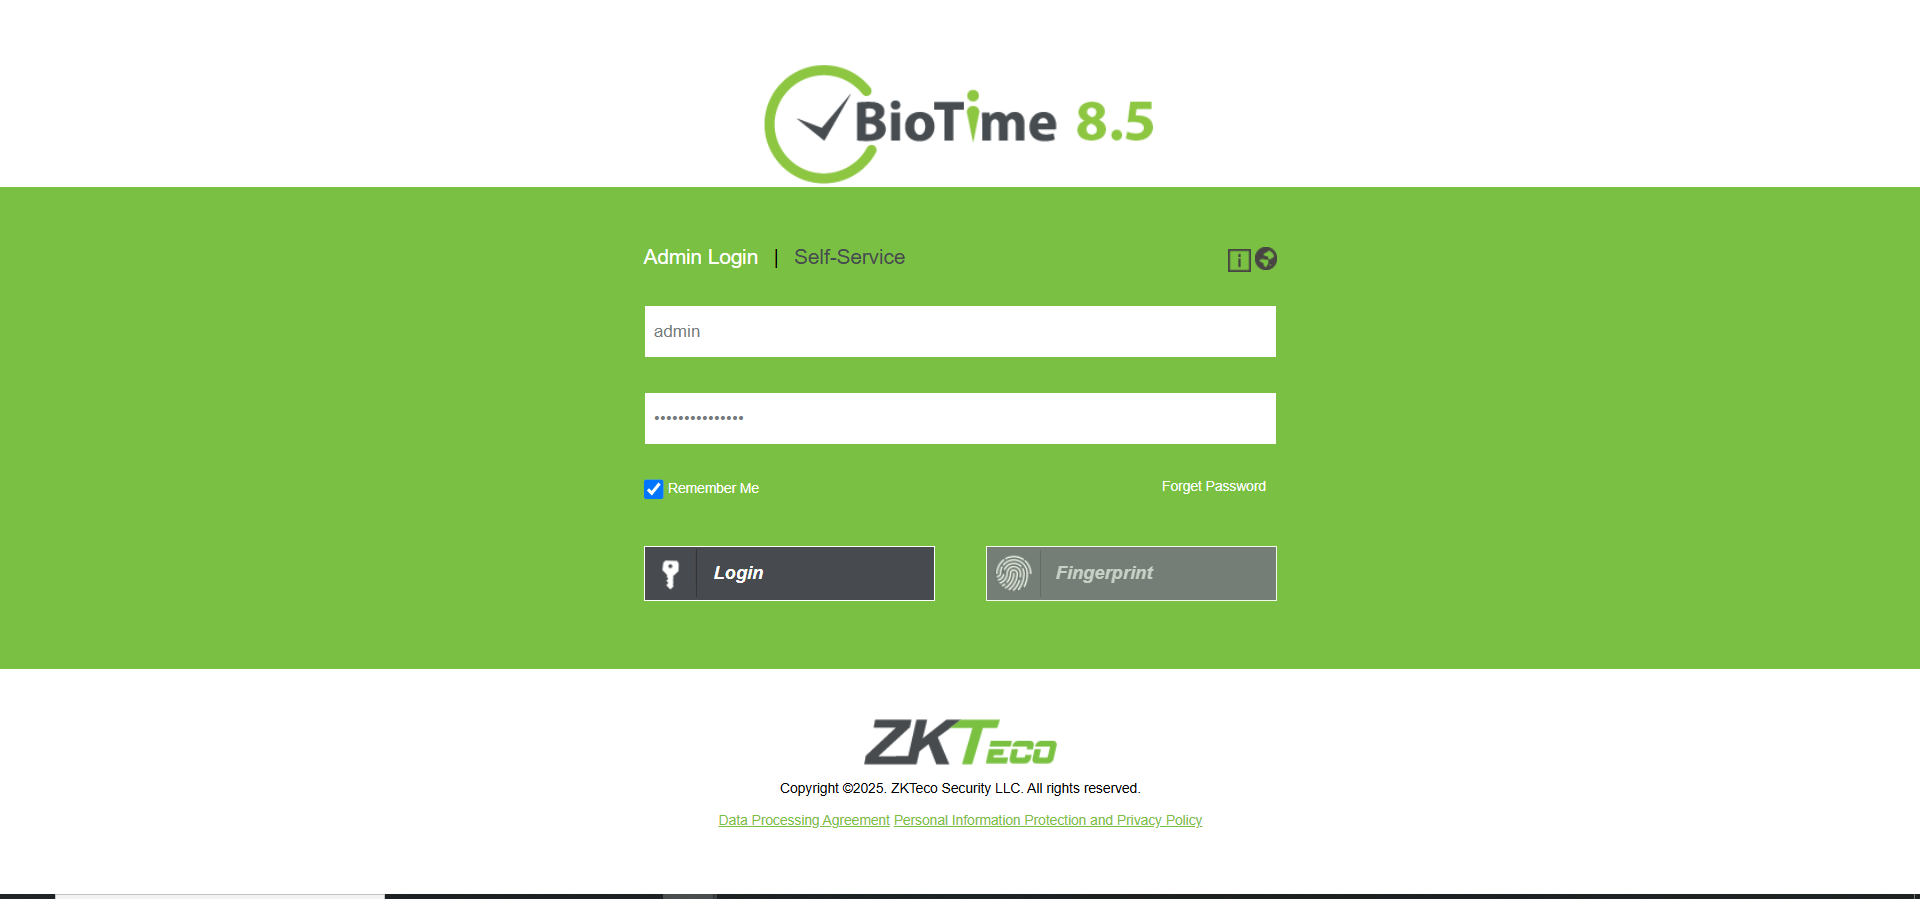 BioTime 8.5
Admin Login | Self-Service
admin
•••••••••••••••
Remember Me
Forget Password
Login
Fingerprint
ZKTeco
Copyright ©2025. ZKTeco Security LLC. All rights reserved.
Data Processing Agreement Personal Information Protection and Privacy Policy